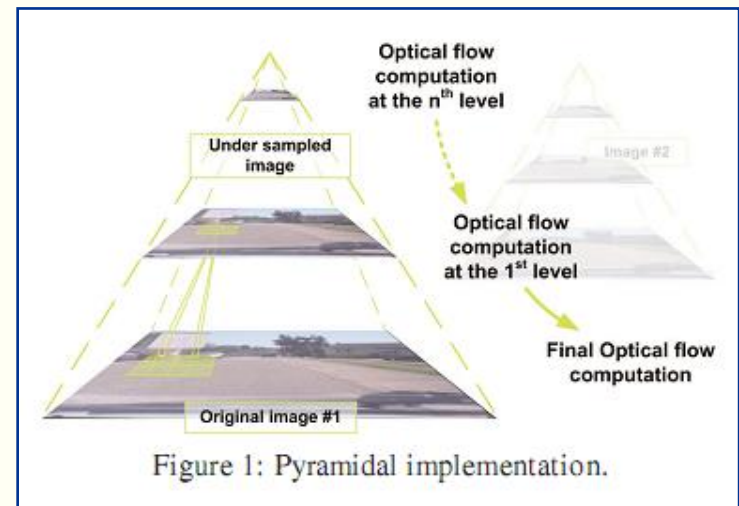 Optical flow
computation
at the nth level
Under sampled
image
Image #2
Optical flow
computation
at the 1st level
Final Optical flow
computation
Original image #1
Figure 1: Pyramidal implementation.